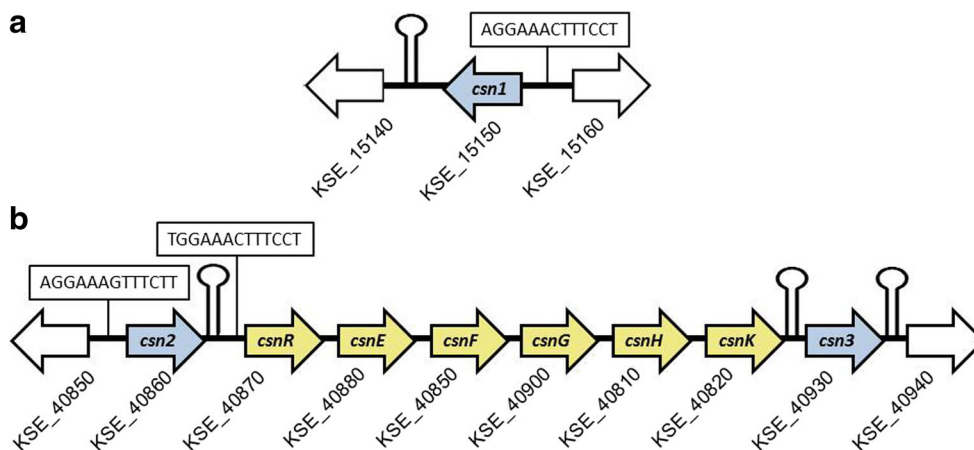 a
AGGAAACTTTCCT
csn1
KSE_15140
KSE_15150
KSE_15160
b
TGGAAACTTTCCT
AGGAAAGTTTCTT
csn2
csnR
csnE
csnF
csnG
csnH
csnK
csn3
KSE_40850
KSE_40860
KSE_40870
KSE_40880
KSE_40850
KSE_40900
KSE_40810
KSE_40820
KSE_40930
KSE_40940